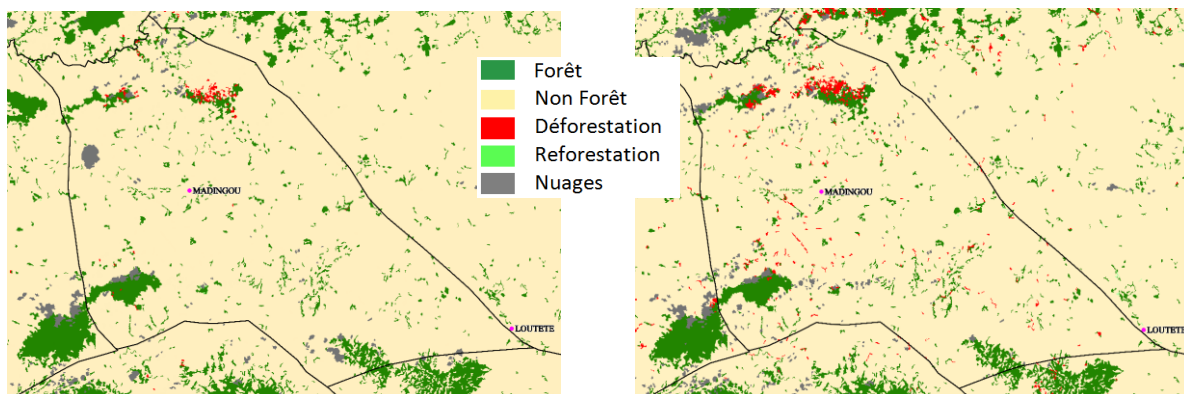 Forêt
Non Forêt
Déforestation
Reforestation
Nuages
MADINGOU
LOUTETE
MADINGOU
LOUTETE